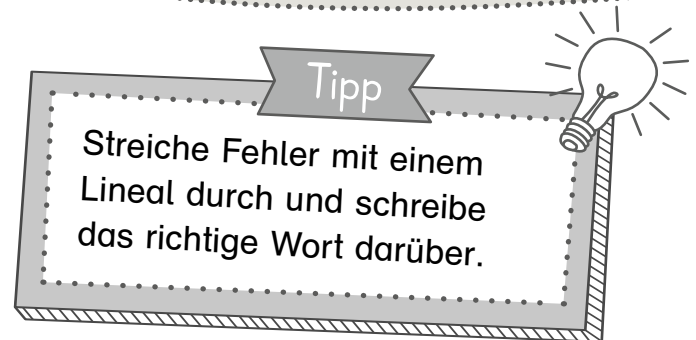 Tipp
Streiche Fehler mit einem
Lineal durch und schreibe
das richtige Wort darüber.